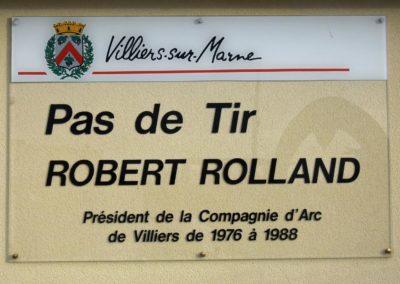 Villiers-sur-Marne
Pas de Tir
ROBERT ROLLAND
Président de la Compagnie d'Arc
de Villiers de 1976 à 1988